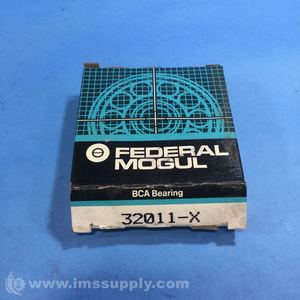 FEDERAL
MOGUL
BCA Bearing
32011-X
www.imssupply.com